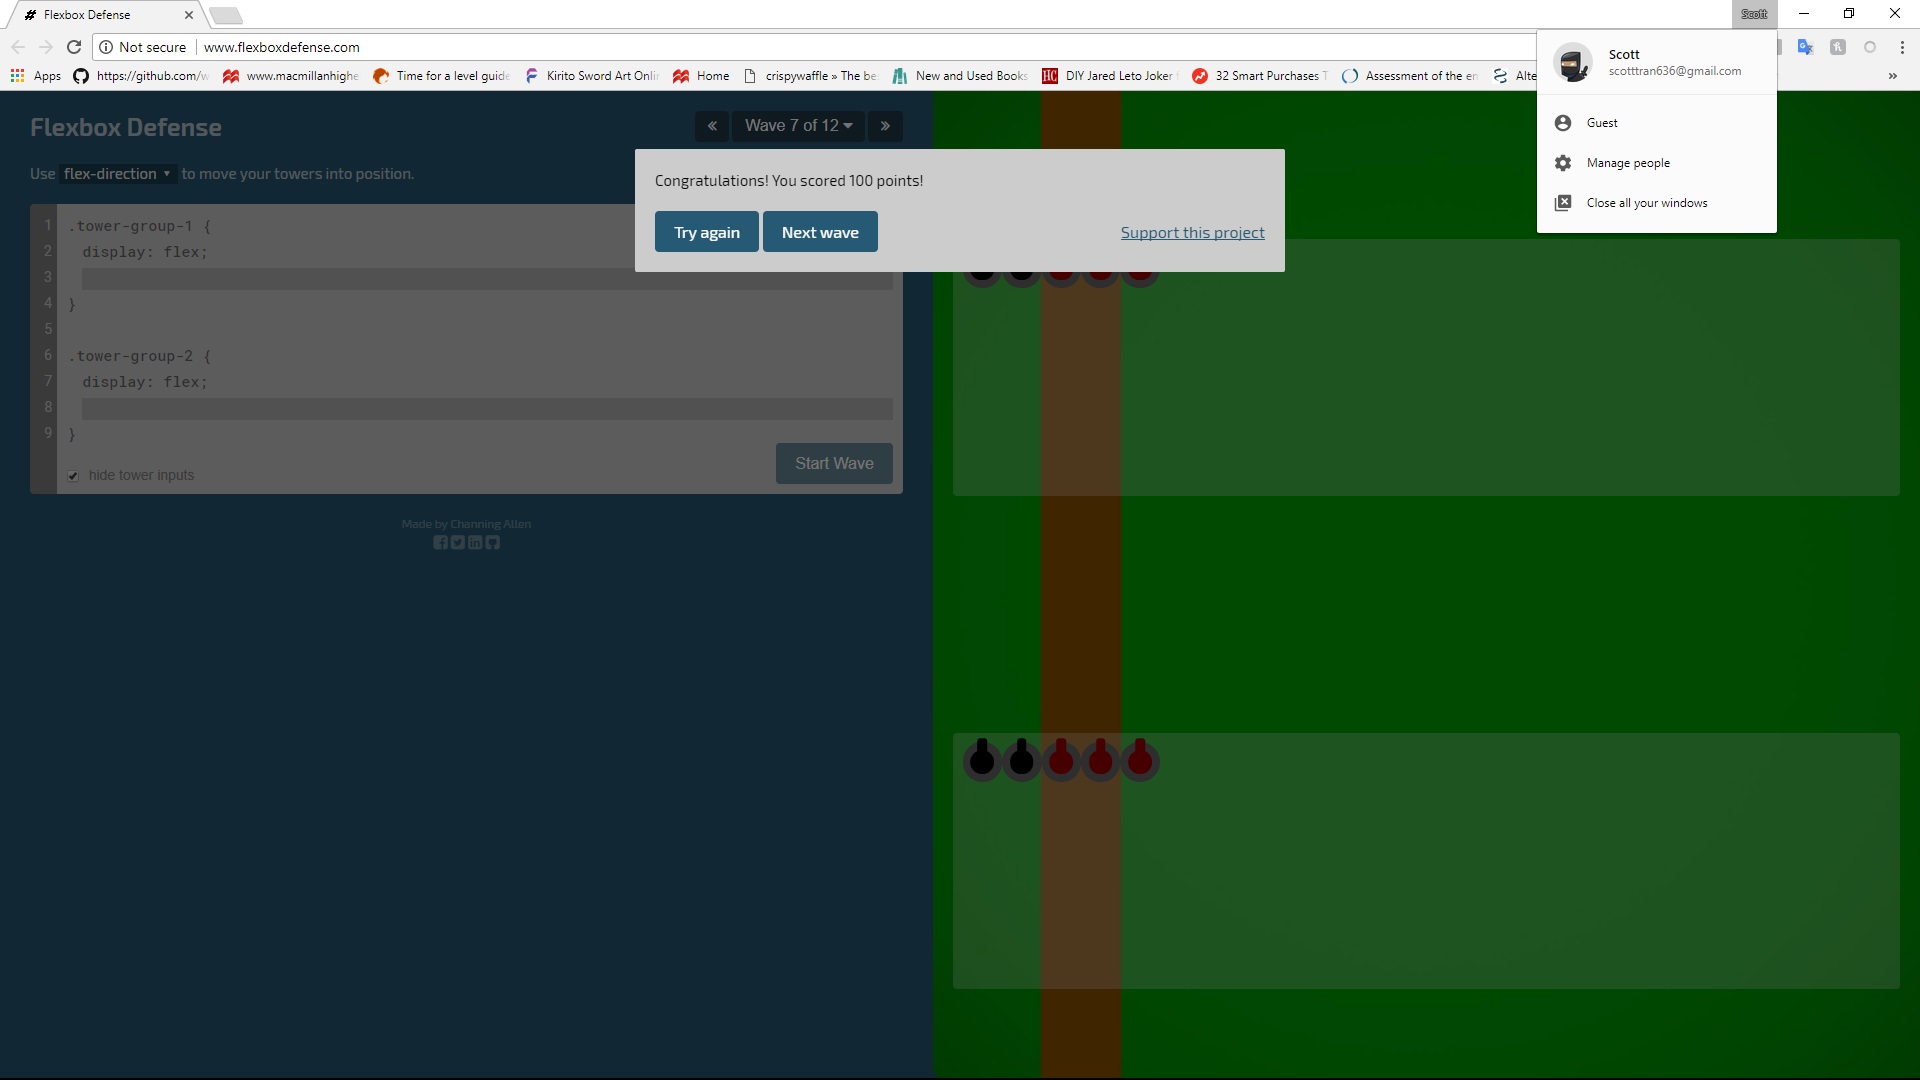 Flexbox Defense
Scott
Not secure
www.flexboxdefense.com
Apps
https://github.com/w
www.macmillanhighe
Time for a level guide
Kirito Sword Art Onli
Home
crispywaffle » The be
New and Used Books
DIY Jared Leto Joker
32 Smart Purchases T
Assessment of the en
Alte
»
Scott
scotttran636@gmail.com
Guest
Manage people
Close all your windows
Flexbox Defense
« Wave 7 of 12 »
Use flex-direction to move your towers into position.
Congratulations! You scored 100 points!
Try again
Next wave
Support this project
1 .tower-group-1 {
2 display: flex;
3
4 }
5
6 .tower-group-2 {
7 display: flex;
8
9 }
hide tower inputs
Start Wave
Made by Channing Allen